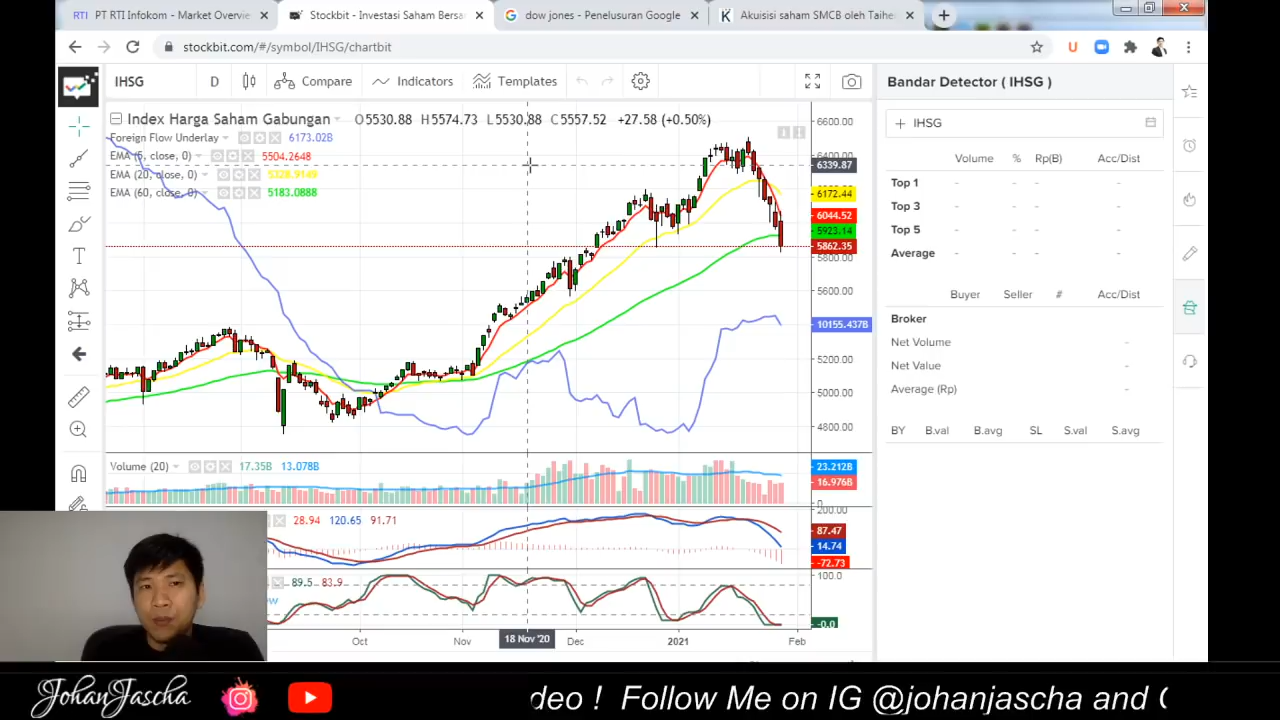 PT RTI Infokom - Market Overvie
Stockbit - Investasi Saham Bersa
dow jones - Penelusuran Google
Akuisisi saham SMCB oleh Taihe
stockbit.com/#/symbol/IHSG/chartbit
IHSG D Compare Indicators Templates
Index Harga Saham Gabungan O5530.88 H5574.73 L5530.88 C5557.52 +27.58 (+0.50%)
Foreign Flow Underlay 6173.02B
EMA (5, close, 0) 5504.2648
EMA (20, close, 0) 5328.9149
EMA (60, close, 0) 5183.0888
6600.00
6400.00
6339.87
6172.44
6044.52
5923.14
5862.35
5800.00
5600.00
10155.437B
5200.00
5000.00
4800.00
Volume (20) 17.35B 13.078B
23.212B
16.976B
0
200.00
28.94 120.65 91.71
87.47
14.74
-72.73
100.0
89.5 83.9
-0.0
Oct Nov 18 Nov '20 Dec 2021 Feb
Bandar Detector ( IHSG )
+ IHSG
Volume % Rp(B) Acc/Dist
Top 1 - - - -
Top 3 - - - -
Top 5 - - - -
Average - - - -
Buyer Seller # Acc/Dist
Broker
Net Volume -
Net Value -
Average (Rp) -
BY B.val B.avg SL S.val S.avg
JohanJascha
deo ! Follow Me on IG @johanjascha and